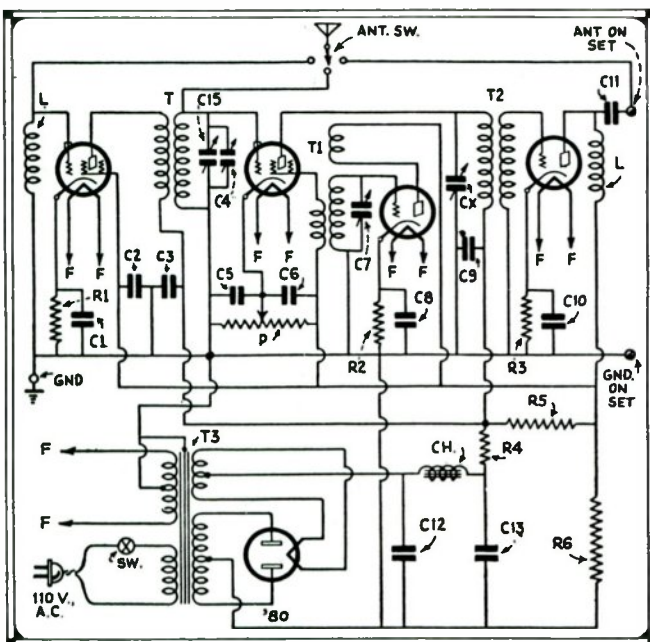 ANT. SW.
ANT ON
SET
C11
L
T
C15
T1
T2
C4
Cx
L
C7
C9
F
F
F
F
F
F
F
F
C2
C3
C5
C6
R1
C1
P
R2
C8
R3
C10
GND
GND.
ON
SET
R5
F
T3
CH.
R4
F
C12
C13
R6
SW.
110 V.,
A.C.
'80